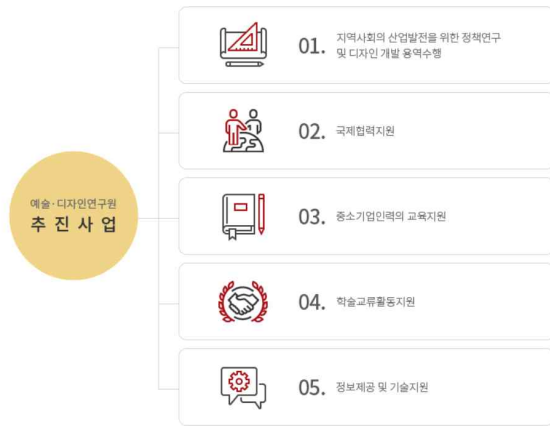 예술·디자인연구원
추진사업
01. 지역사회의 산업발전을 위한 정책연구
및 디자인 개발 용역수행
02. 국제협력지원
03. 중소기업인력의 교육지원
04. 학술교류활동지원
05. 정보제공 및 기술지원